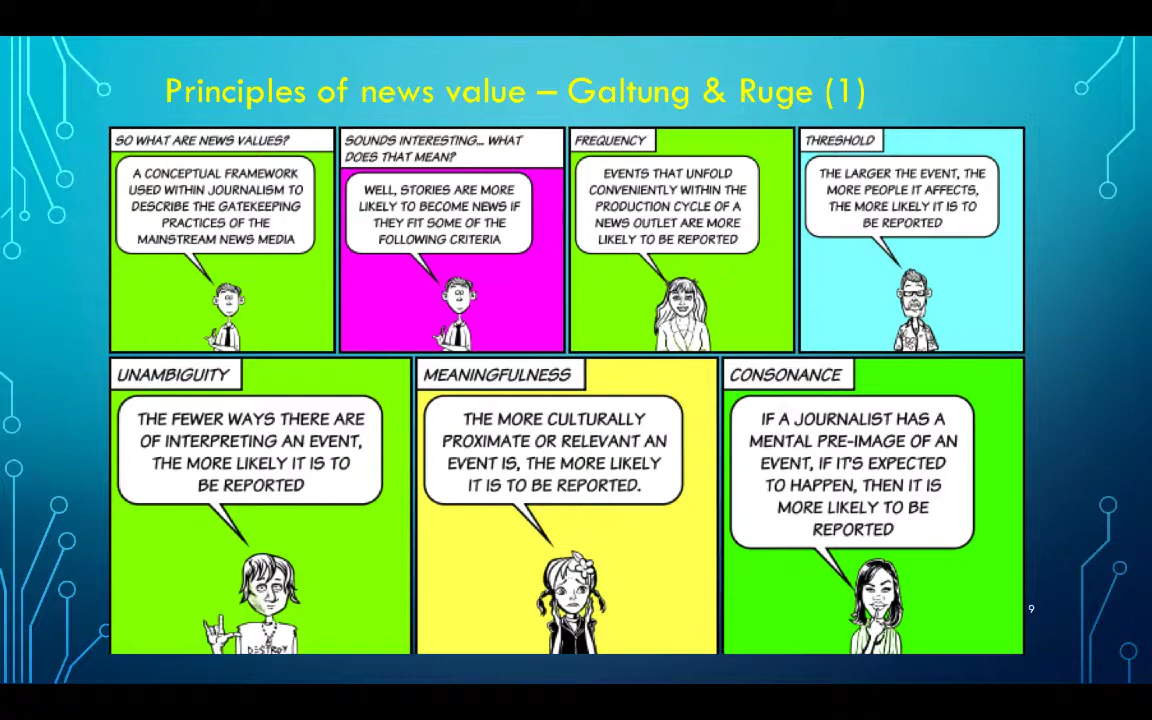 Principles of news value – Galtung & Ruge (1)
SO WHAT ARE NEWS VALUES?
A CONCEPTUAL FRAMEWORK
USED WITHIN JOURNALISM TO
DESCRIBE THE GATEKEEPING
PRACTICES OF THE
MAINSTREAM NEWS MEDIA
SOUNDS INTERESTING... WHAT
DOES THAT MEAN?
WELL, STORIES ARE MORE
LIKELY TO BECOME NEWS IF
THEY FIT SOME OF THE
FOLLOWING CRITERIA
FREQUENCY
EVENTS THAT UNFOLD
CONVENIENTLY WITHIN THE
PRODUCTION CYCLE OF A
NEWS OUTLET ARE MORE
LIKELY TO BE REPORTED
THRESHOLD
THE LARGER THE EVENT, THE
MORE PEOPLE IT AFFECTS,
THE MORE LIKELY IT IS TO
BE REPORTED
UNAMBIGUITY
THE FEWER WAYS THERE ARE
OF INTERPRETING AN EVENT,
THE MORE LIKELY IT IS TO
BE REPORTED
DESTROY
MEANINGFULNESS
THE MORE CULTURALLY
PROXIMATE OR RELEVANT AN
EVENT IS, THE MORE LIKELY
IT IS TO BE REPORTED.
CONSONANCE
IF A JOURNALIST HAS A
MENTAL PRE-IMAGE OF AN
EVENT, IF IT'S EXPECTED
TO HAPPEN, THEN IT IS
MORE LIKELY TO BE
REPORTED
9